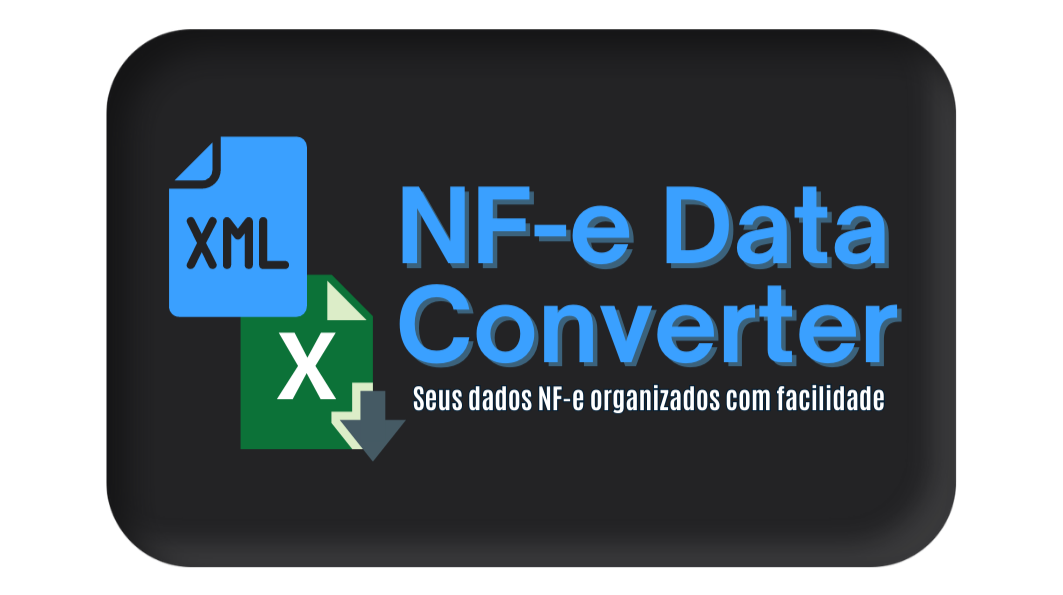 XML
X
NF-e Data
Converter
Seus dados NF-e organizados com facilidade